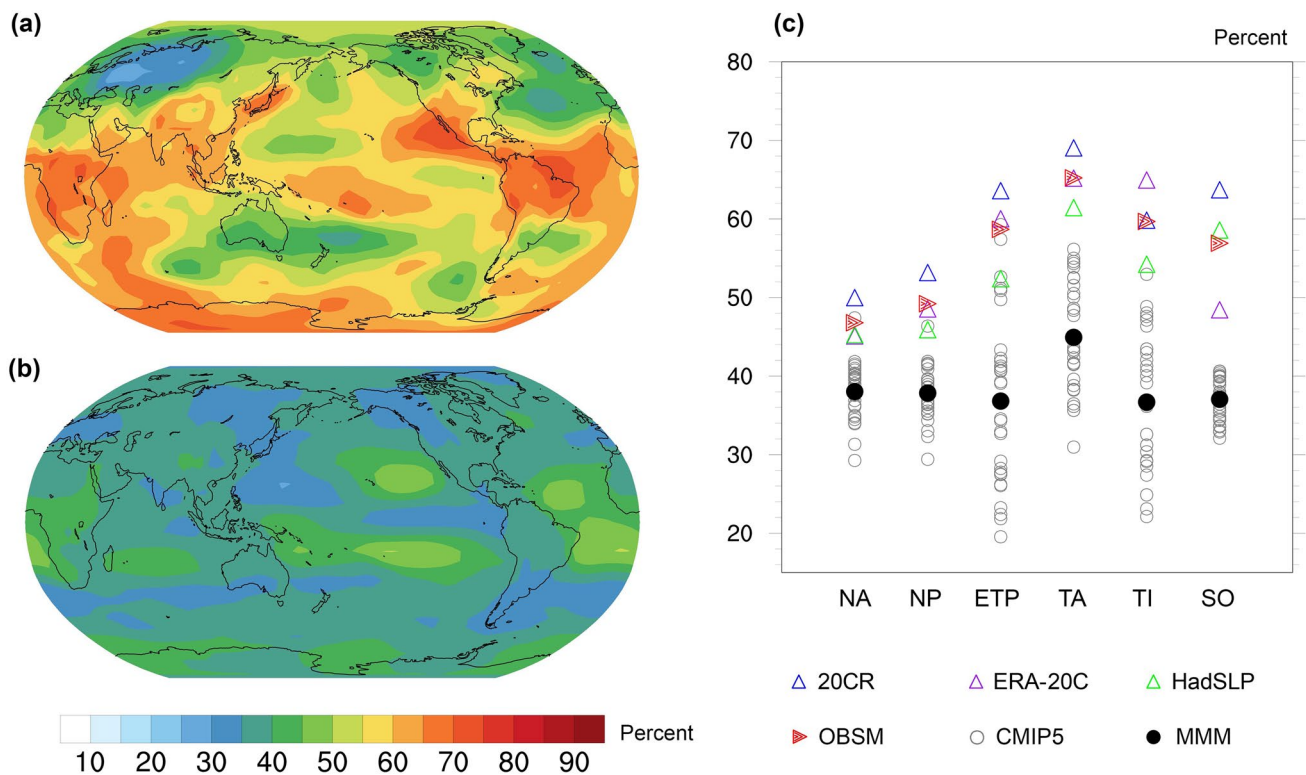 (a)
(b)
10 20 30 40 50 60 70 80 90 Percent
(c)
Percent
80
70
60
50
40
30
20
NA NP ETP TA TI SO
20CR ERA-20C HadSLP
OBSM CMIP5 MMM